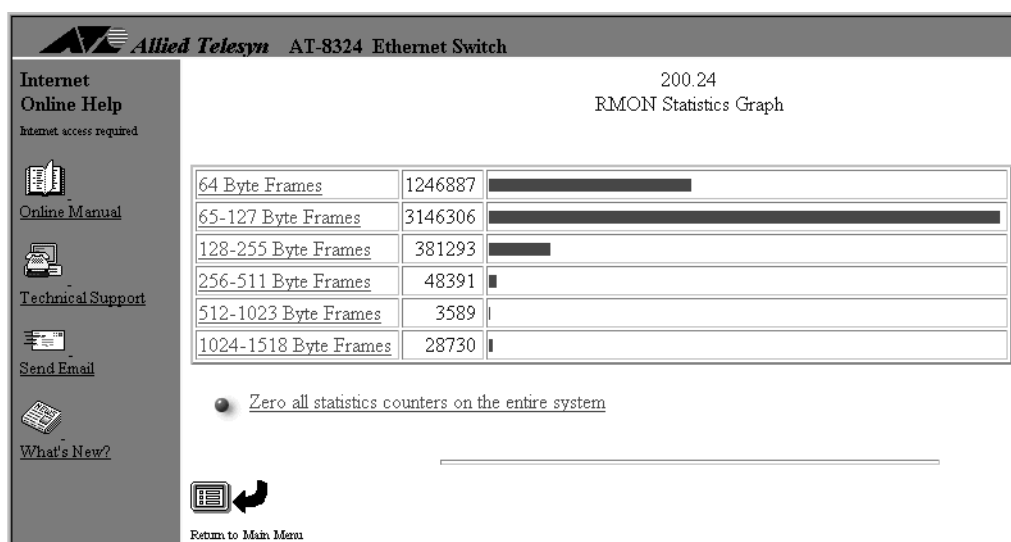 Allied Telesyn AT-8324 Ethernet Switch
Internet
Online Help
Internet access required
Online Manual
Technical Support
Send Email
NEWS
What's New?
200.24
RMON Statistics Graph
64 Byte Frames 1246887
65-127 Byte Frames 3146306
128-255 Byte Frames 381293
256-511 Byte Frames 48391
512-1023 Byte Frames 3589
1024-1518 Byte Frames 28730
Zero all statistics counters on the entire system
Return to Main Menu